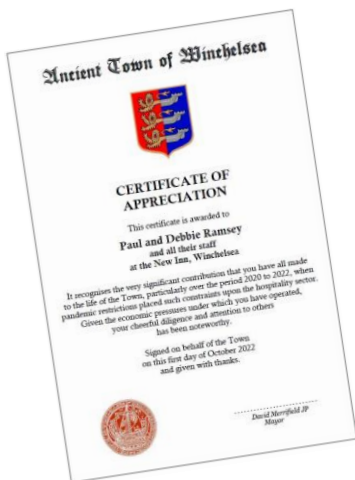 Ancient Town of Winchelsea
CERTIFICATE OF
APPRECIATION
This certificate is awarded to
Paul and Debbie Ramsey
and all their staff
at the New Inn, Winchelsea
It recognises the very significant contribution that you have all made
to the life of the Town, particularly over the period 2020 to 2022, when
pandemic restrictions placed such constraints upon the hospitality sector.
Given the economic pressures under which you have operated,
your cheerful diligence and attention to others
has been noteworthy.
Signed on behalf of the Town
on this first day of October 2022
and given with thanks.
David Merrifield JP
Mayor